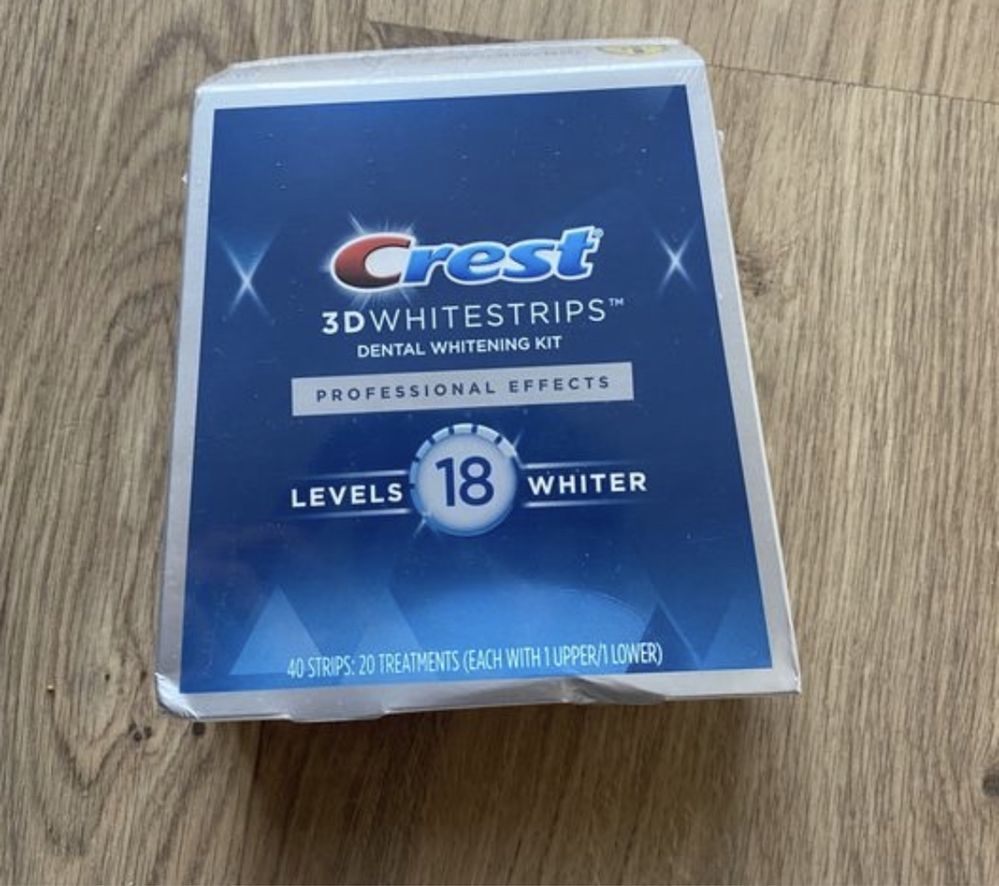 Crest®
3DWHITESTRIPS™
DENTAL WHITENING KIT
PROFESSIONAL EFFECTS
LEVELS 18 WHITER
40 STRIPS: 20 TREATMENTS (EACH WITH 1 UPPER/1 LOWER)